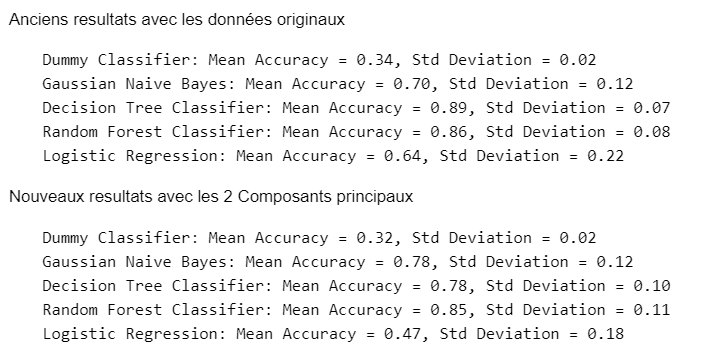 Anciens resultats avec les données originaux
Dummy Classifier: Mean Accuracy = 0.34, Std Deviation = 0.02
Gaussian Naive Bayes: Mean Accuracy = 0.70, Std Deviation = 0.12
Decision Tree Classifier: Mean Accuracy = 0.89, Std Deviation = 0.07
Random Forest Classifier: Mean Accuracy = 0.86, Std Deviation = 0.08
Logistic Regression: Mean Accuracy = 0.64, Std Deviation = 0.22
Nouveaux resultats avec les 2 Composants principaux
Dummy Classifier: Mean Accuracy = 0.32, Std Deviation = 0.02
Gaussian Naive Bayes: Mean Accuracy = 0.78, Std Deviation = 0.12
Decision Tree Classifier: Mean Accuracy = 0.78, Std Deviation = 0.10
Random Forest Classifier: Mean Accuracy = 0.85, Std Deviation = 0.11
Logistic Regression: Mean Accuracy = 0.47, Std Deviation = 0.18